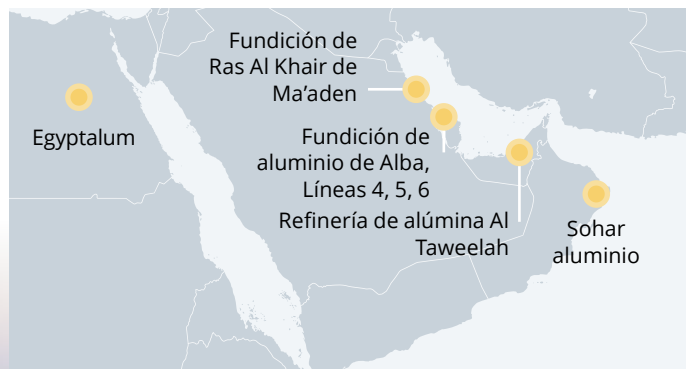 Fundición de
Ras Al Khair de
Ma'aden
Egyptalum
Fundición de
aluminio de Alba,
Líneas 4, 5, 6
Refinería de alúmina Al
Taweelah
Sohar
aluminio